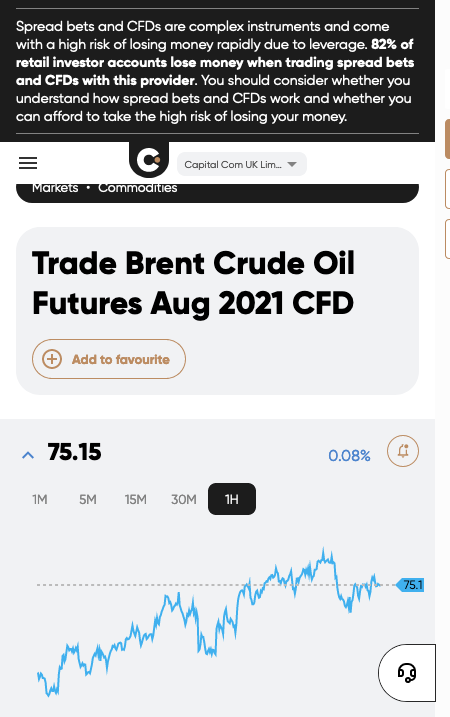 Spread bets and CFDs are complex instruments and come
with a high risk of losing money rapidly due to leverage. 82% of
retail investor accounts lose money when trading spread bets
and CFDs with this provider. You should consider whether you
understand how spread bets and CFDs work and whether you
can afford to take the high risk of losing your money.
Capital Com UK Lim...
Markets • Commodities
Trade Brent Crude Oil
Futures Aug 2021 CFD
Add to favourite
75.15
0.08%
1M 5M 15M 30M 1H
75.1